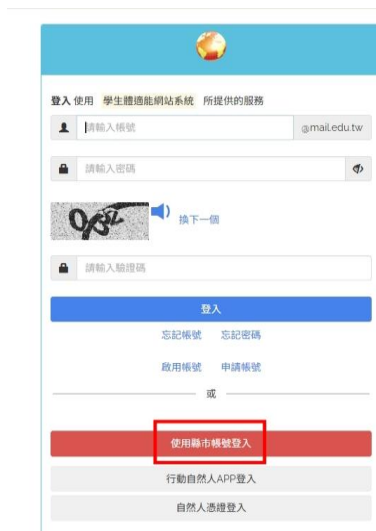 登入 使用 學生體適能網站系統 所提供的服務
請輸入帳號 @mail.edu.tw
請輸入密碼
換下一個
請輸入驗證碼
登入
忘記帳號 忘記密碼
啟用帳號 申請帳號
或
使用縣市帳號登入
行動自然人APP登入
自然人憑證登入